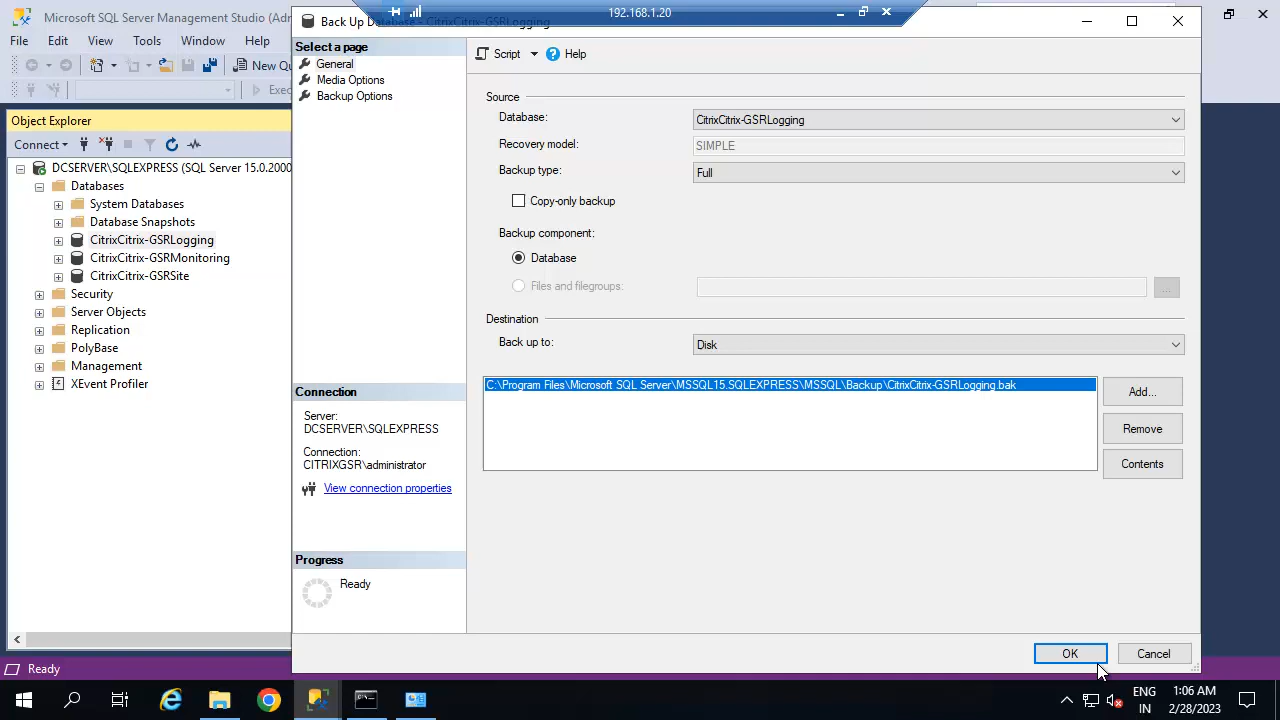 Microsoft SQL Server Management Studio (Admi
192.168.1.20
Back Up Database - CitrixCitrix-GSRLogging
File Edit View Tools Window Help
New Qu
Exec
Object Explorer
Connect
DCSERVER\SQLEXPRESS (SQL Server 15.0.2000
Databases
System Databases
Database Snapshots
CitrixCitrix-GSRLogging
CitrixCitrix-GSRMonitoring
CitrixCitrix-GSRSite
Security
Server Objects
Replication
PolyBase
Management
XEvent Profiler
Select a page
General
Media Options
Backup Options
Connection
Server:
DCSERVER\SQLEXPRESS
Connection:
CITRIXGSR\administrator
View connection properties
Progress
Ready
Script Help
Source
Database: CitrixCitrix-GSRLogging
Recovery model: SIMPLE
Backup type: Full
Copy-only backup
Backup component:
Database
Files and filegroups:
...
Destination
Back up to: Disk
C:\Program Files\Microsoft SQL Server\MSSQL15.SQLEXPRESS\MSSQL\Backup\CitrixCitrix-GSRLogging.bak
Add...
Remove
Contents
OK Cancel
Ready
ENG
IN
1:06 AM
2/28/2023